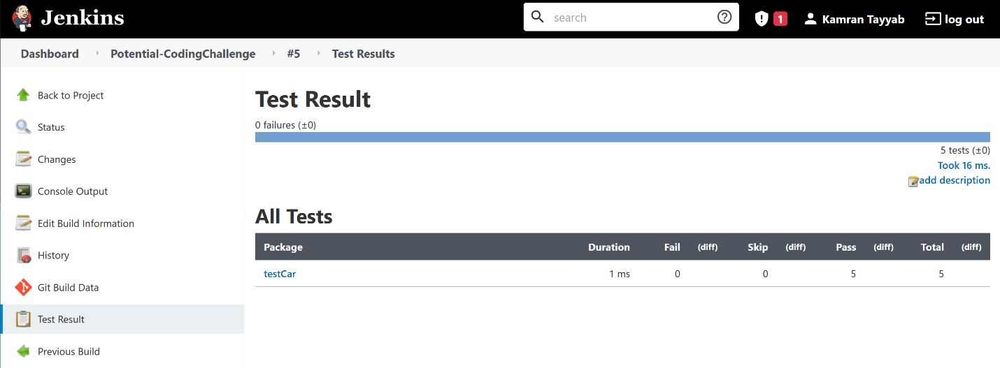 Jenkins
search
1
Kamran Tayyab
log out
Dashboard Potential-CodingChallenge #5 Test Results
Back to Project
Status
Changes
Console Output
Edit Build Information
History
Git Build Data
Test Result
Previous Build
Test Result
0 failures (±0)
5 tests (±0)
Took 16 ms.
add description
All Tests
Package Duration Fail (diff) Skip (diff) Pass (diff) Total (diff)
testCar 1 ms 0 0 5 5